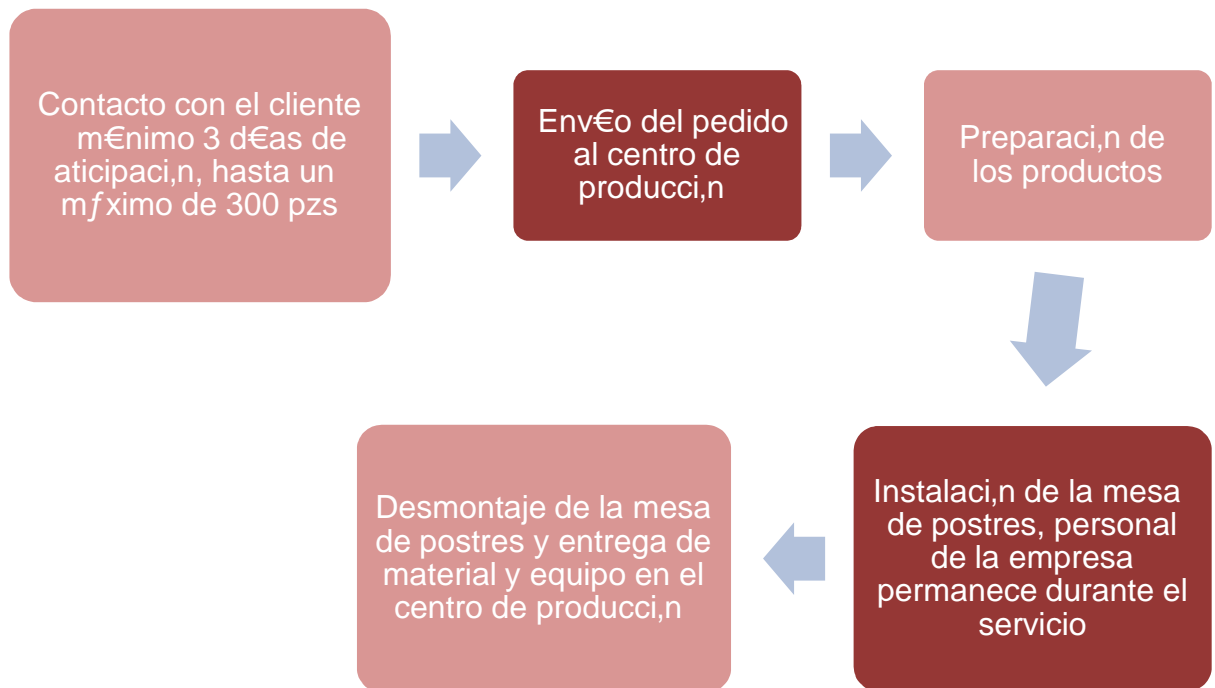 Contacto con el cliente
m€nimo 3 d€as de
aticipaci,n, hasta un
mƒximo de 300 pzs
Env€o del pedido
al centro de
producci,n
Preparaci,n de
los productos
Instalaci,n de la mesa
de postres, personal
de la empresa
permanece durante el
servicio
Desmontaje de la mesa
de postres y entrega de
material y equipo en el
centro de producci,n